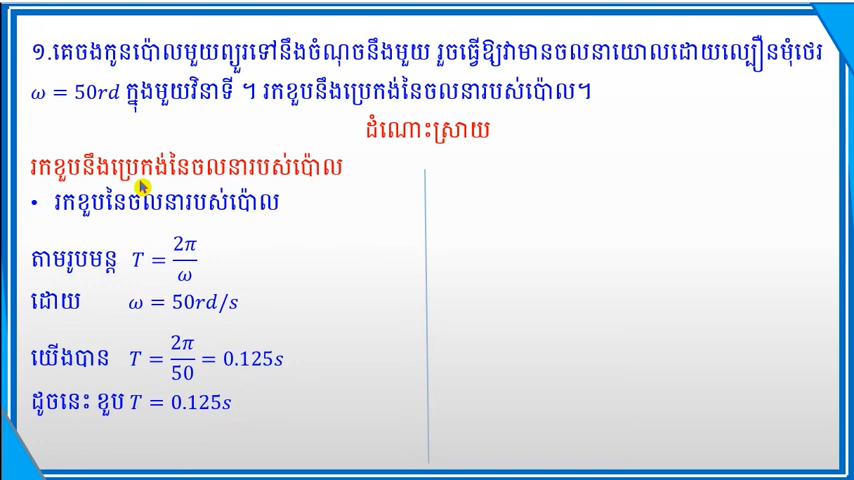 ១.គេចងកូនប៉ោលមួយព្យួរទៅនឹងចំណុចនឹងមួយ រួចធ្វើឱ្យវាមានចលនាយោលដោយល្បឿនមុំថេរ
ω = 50rd ក្នុងមួយវិនាទី ។ រកខួបនឹងប្រេកង់នៃចលនារបស់ប៉ោល។
ដំណោះស្រាយ
រកខួបនឹងប្រេកង់នៃចលនារបស់ប៉ោល
• រកខួបនៃចលនារបស់ប៉ោល
តាមរូបមន្ត T = 2π/ω
ដោយ ω = 50rd/s
យើងបាន T = 2π/50 = 0.125s
ដូចនេះ ខួប T = 0.125s